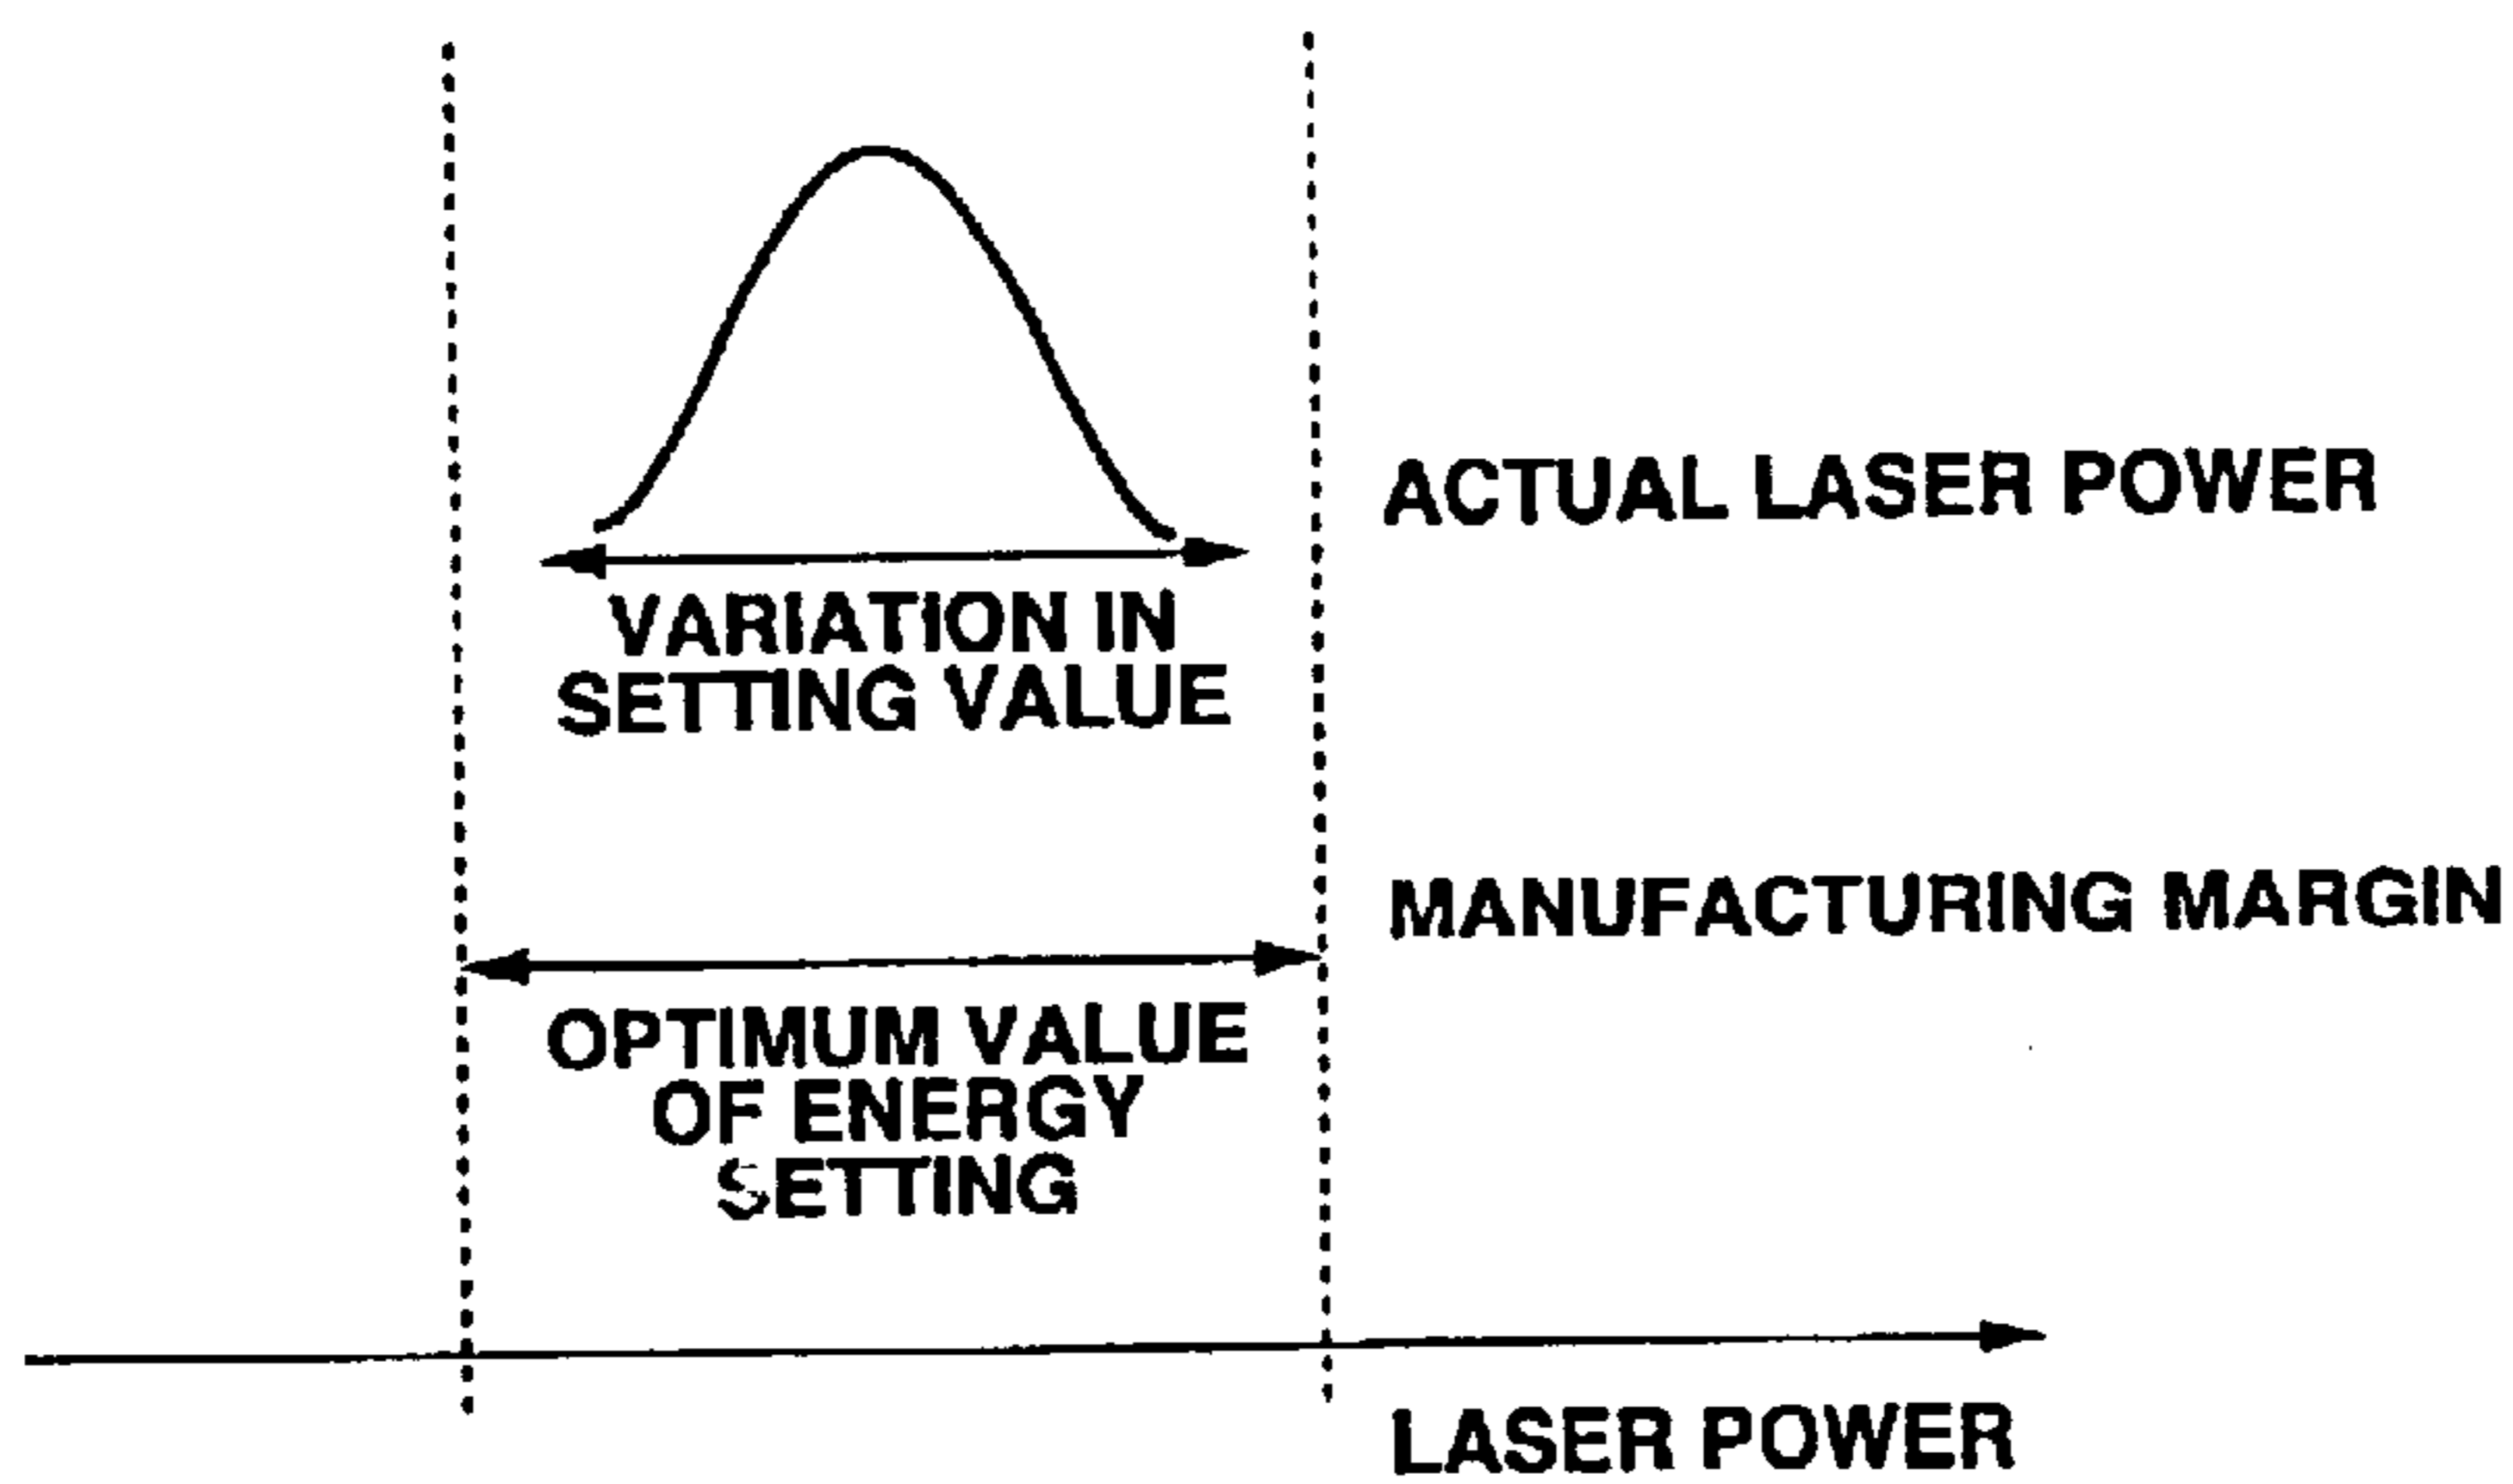 ACTUAL LASER POWER
VARIATION IN
SETTING VALUE
MANUFACTURING MARGIN
OPTIMUM VALUE
OF ENERGY
SETTING
LASER POWER